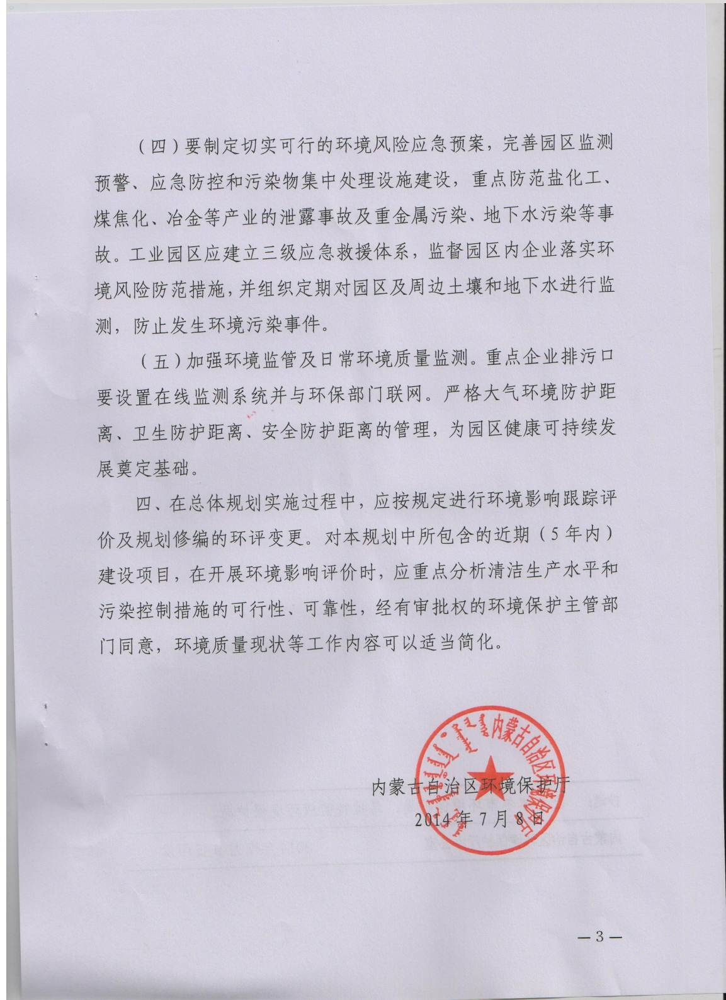 （四）要制定切实可行的环境风险应急预案，完善园区监测
预警、应急防控和污染物集中处理设施建设，重点防范盐化工、
煤焦化、冶金等产业的泄露事故及重金属污染、地下水污染等事
故。工业园区应建立三级应急救援体系，监督园区内企业落实环
境风险防范措施，并组织定期对园区及周边土壤和地下水进行监
测，防止发生环境污染事件。
（五）加强环境监管及日常环境质量监测。重点企业排污口
要设置在线监测系统并与环保部门联网。严格大气环境防护距
离、卫生防护距离、安全防护距离的管理，为园区健康可持续发
展奠定基础。
四、在总体规划实施过程中，应按规定进行环境影响跟踪评
价及规划修编的环评变更。对本规划中所包含的近期（5年内）
建设项目，在开展环境影响评价时，应重点分析清洁生产水平和
污染控制措施的可行性、可靠性，经有审批权的环境保护主管部
门同意，环境质量现状等工作内容可以适当简化。
内蒙古自治区环境保护厅
内蒙古自治区环境保护厅
2014年7月8日
— 3 —